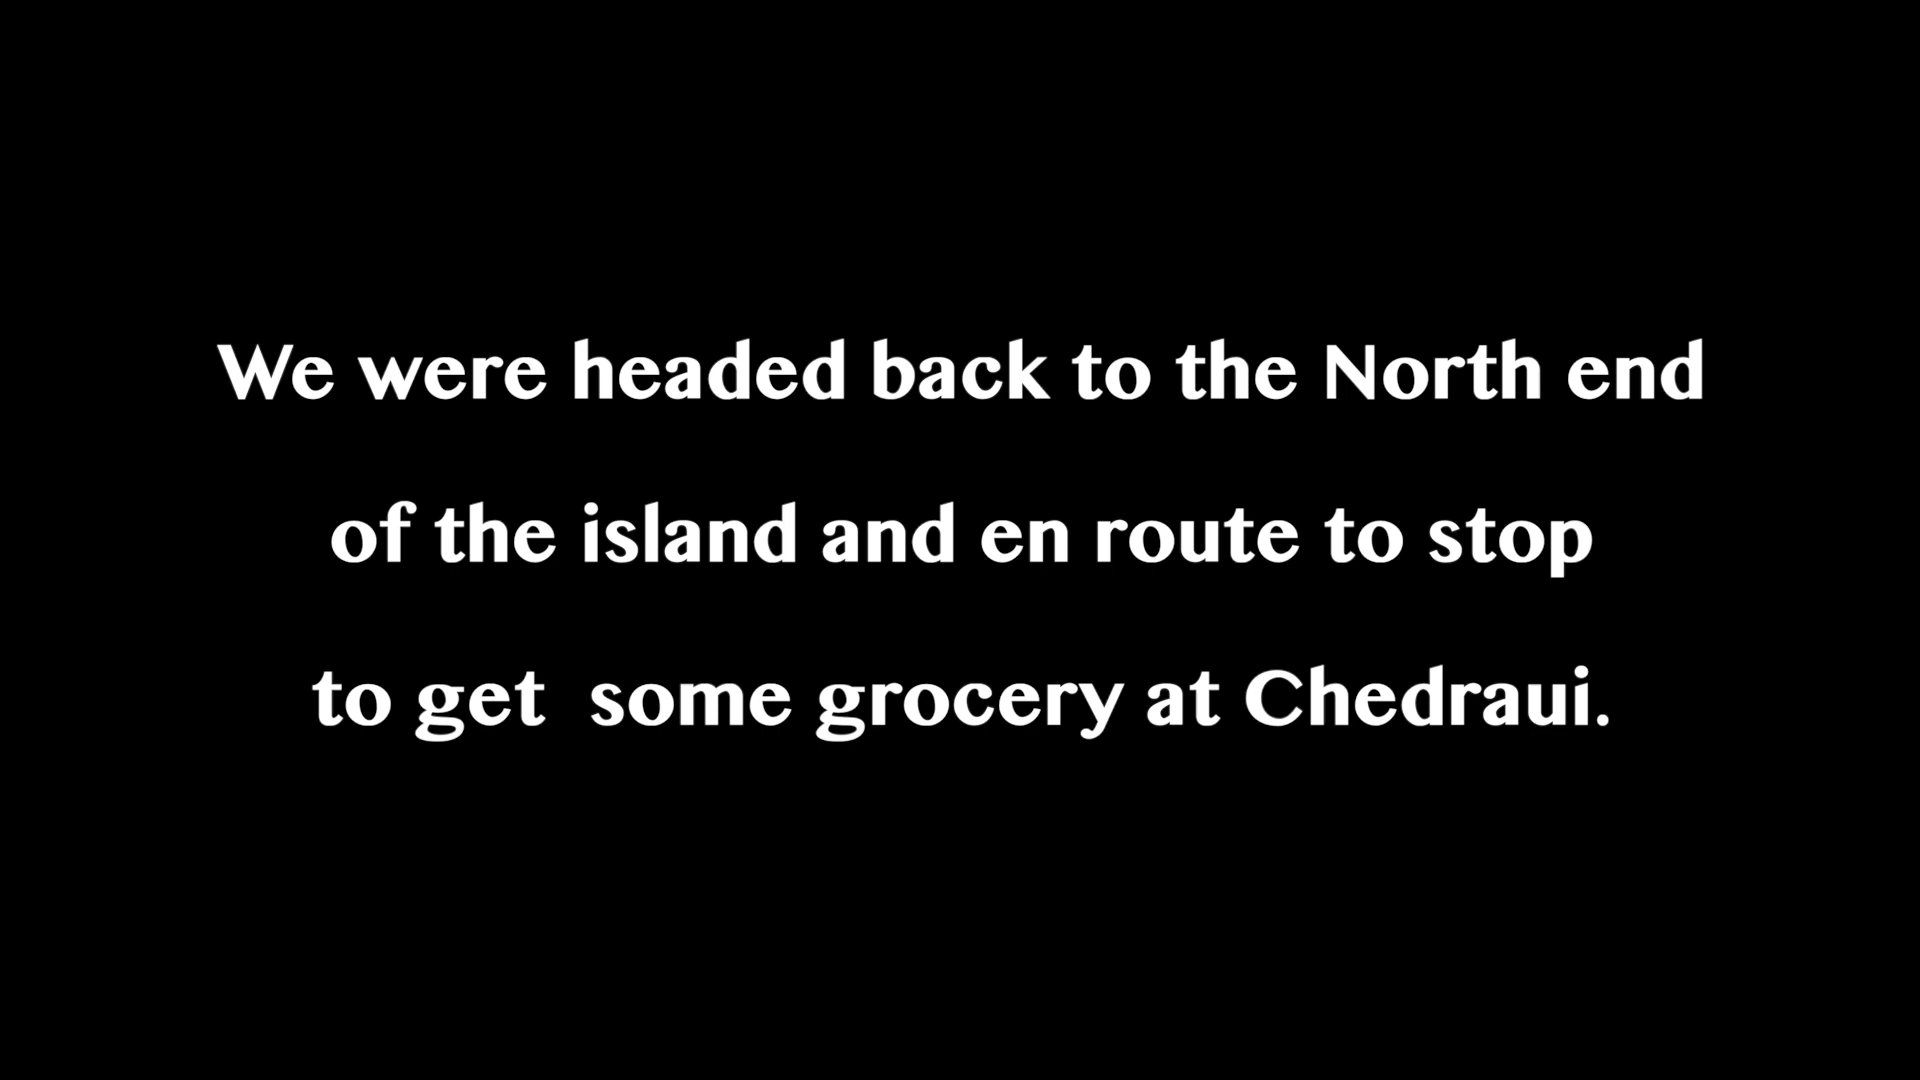 We were headed back to the North end
of the island and en route to stop
to get  some grocery at Chedraui.